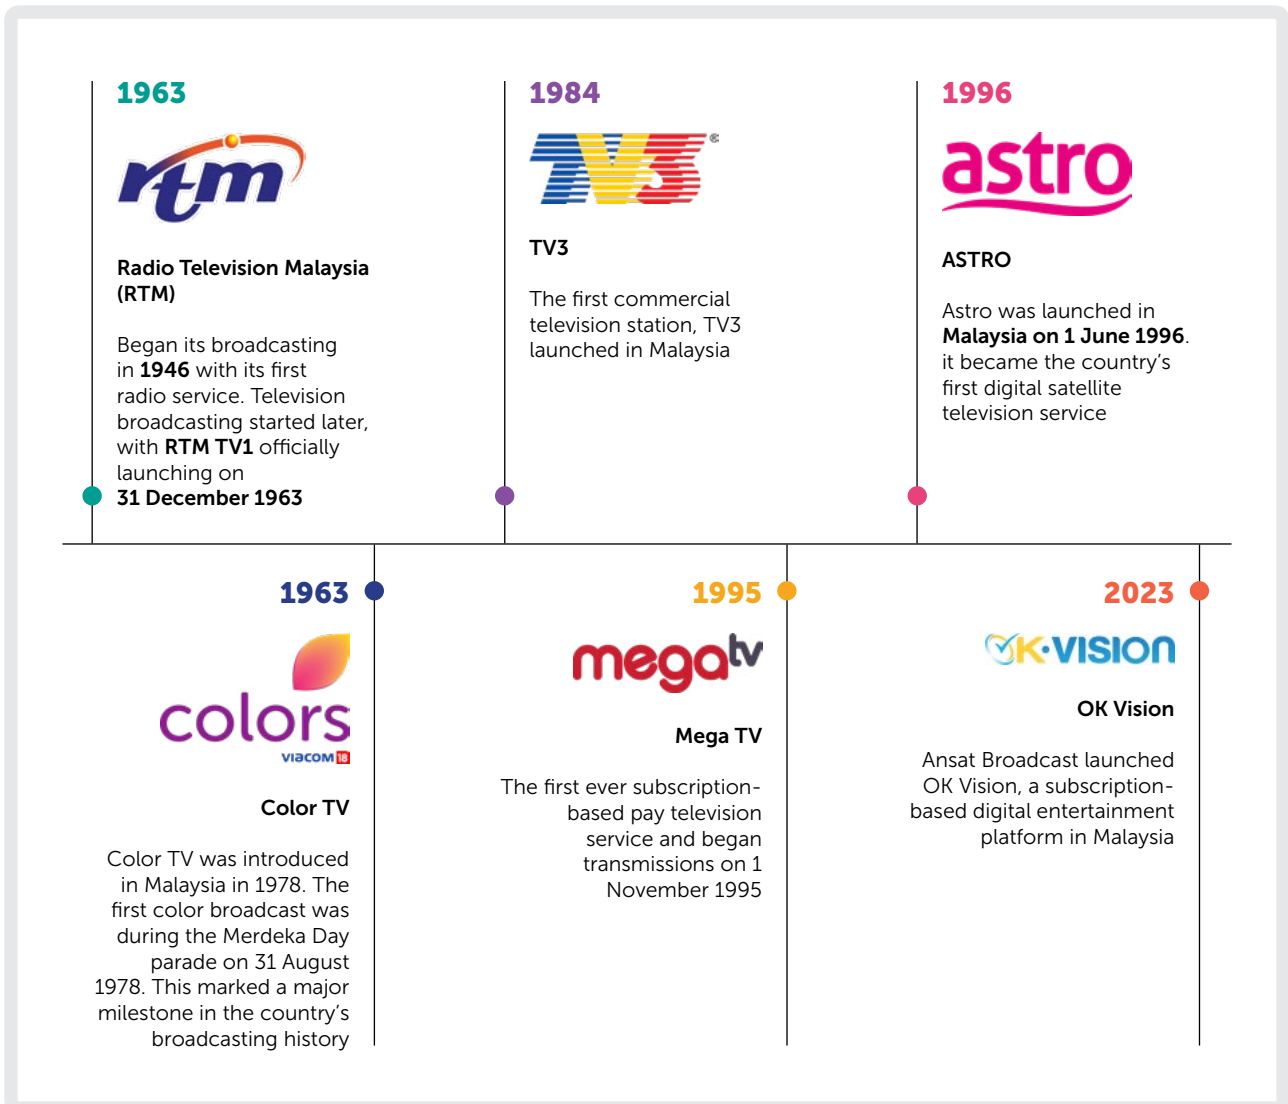 1963
rtm
Radio Television Malaysia
(RTM)
Began its broadcasting
in 1946 with its first
radio service. Television
broadcasting started later,
with RTM TV1 officially
launching on
31 December 1963
1984
TV3
TV3
The first commercial
television station, TV3
launched in Malaysia
1996
astro
ASTRO
Astro was launched in
Malaysia on 1 June 1996.
it became the country's
first digital satellite
television service
1963
colors
VIACOM 18
Color TV
Color TV was introduced
in Malaysia in 1978. The
first color broadcast was
during the Merdeka Day
parade on 31 August
1978. This marked a major
milestone in the country's
broadcasting history
1995
megatv
Mega TV
The first ever subscription-
based pay television
service and began
transmissions on 1
November 1995
2023
OK·VISION
OK Vision
Ansat Broadcast launched
OK Vision, a subscription-
based digital entertainment
platform in Malaysia